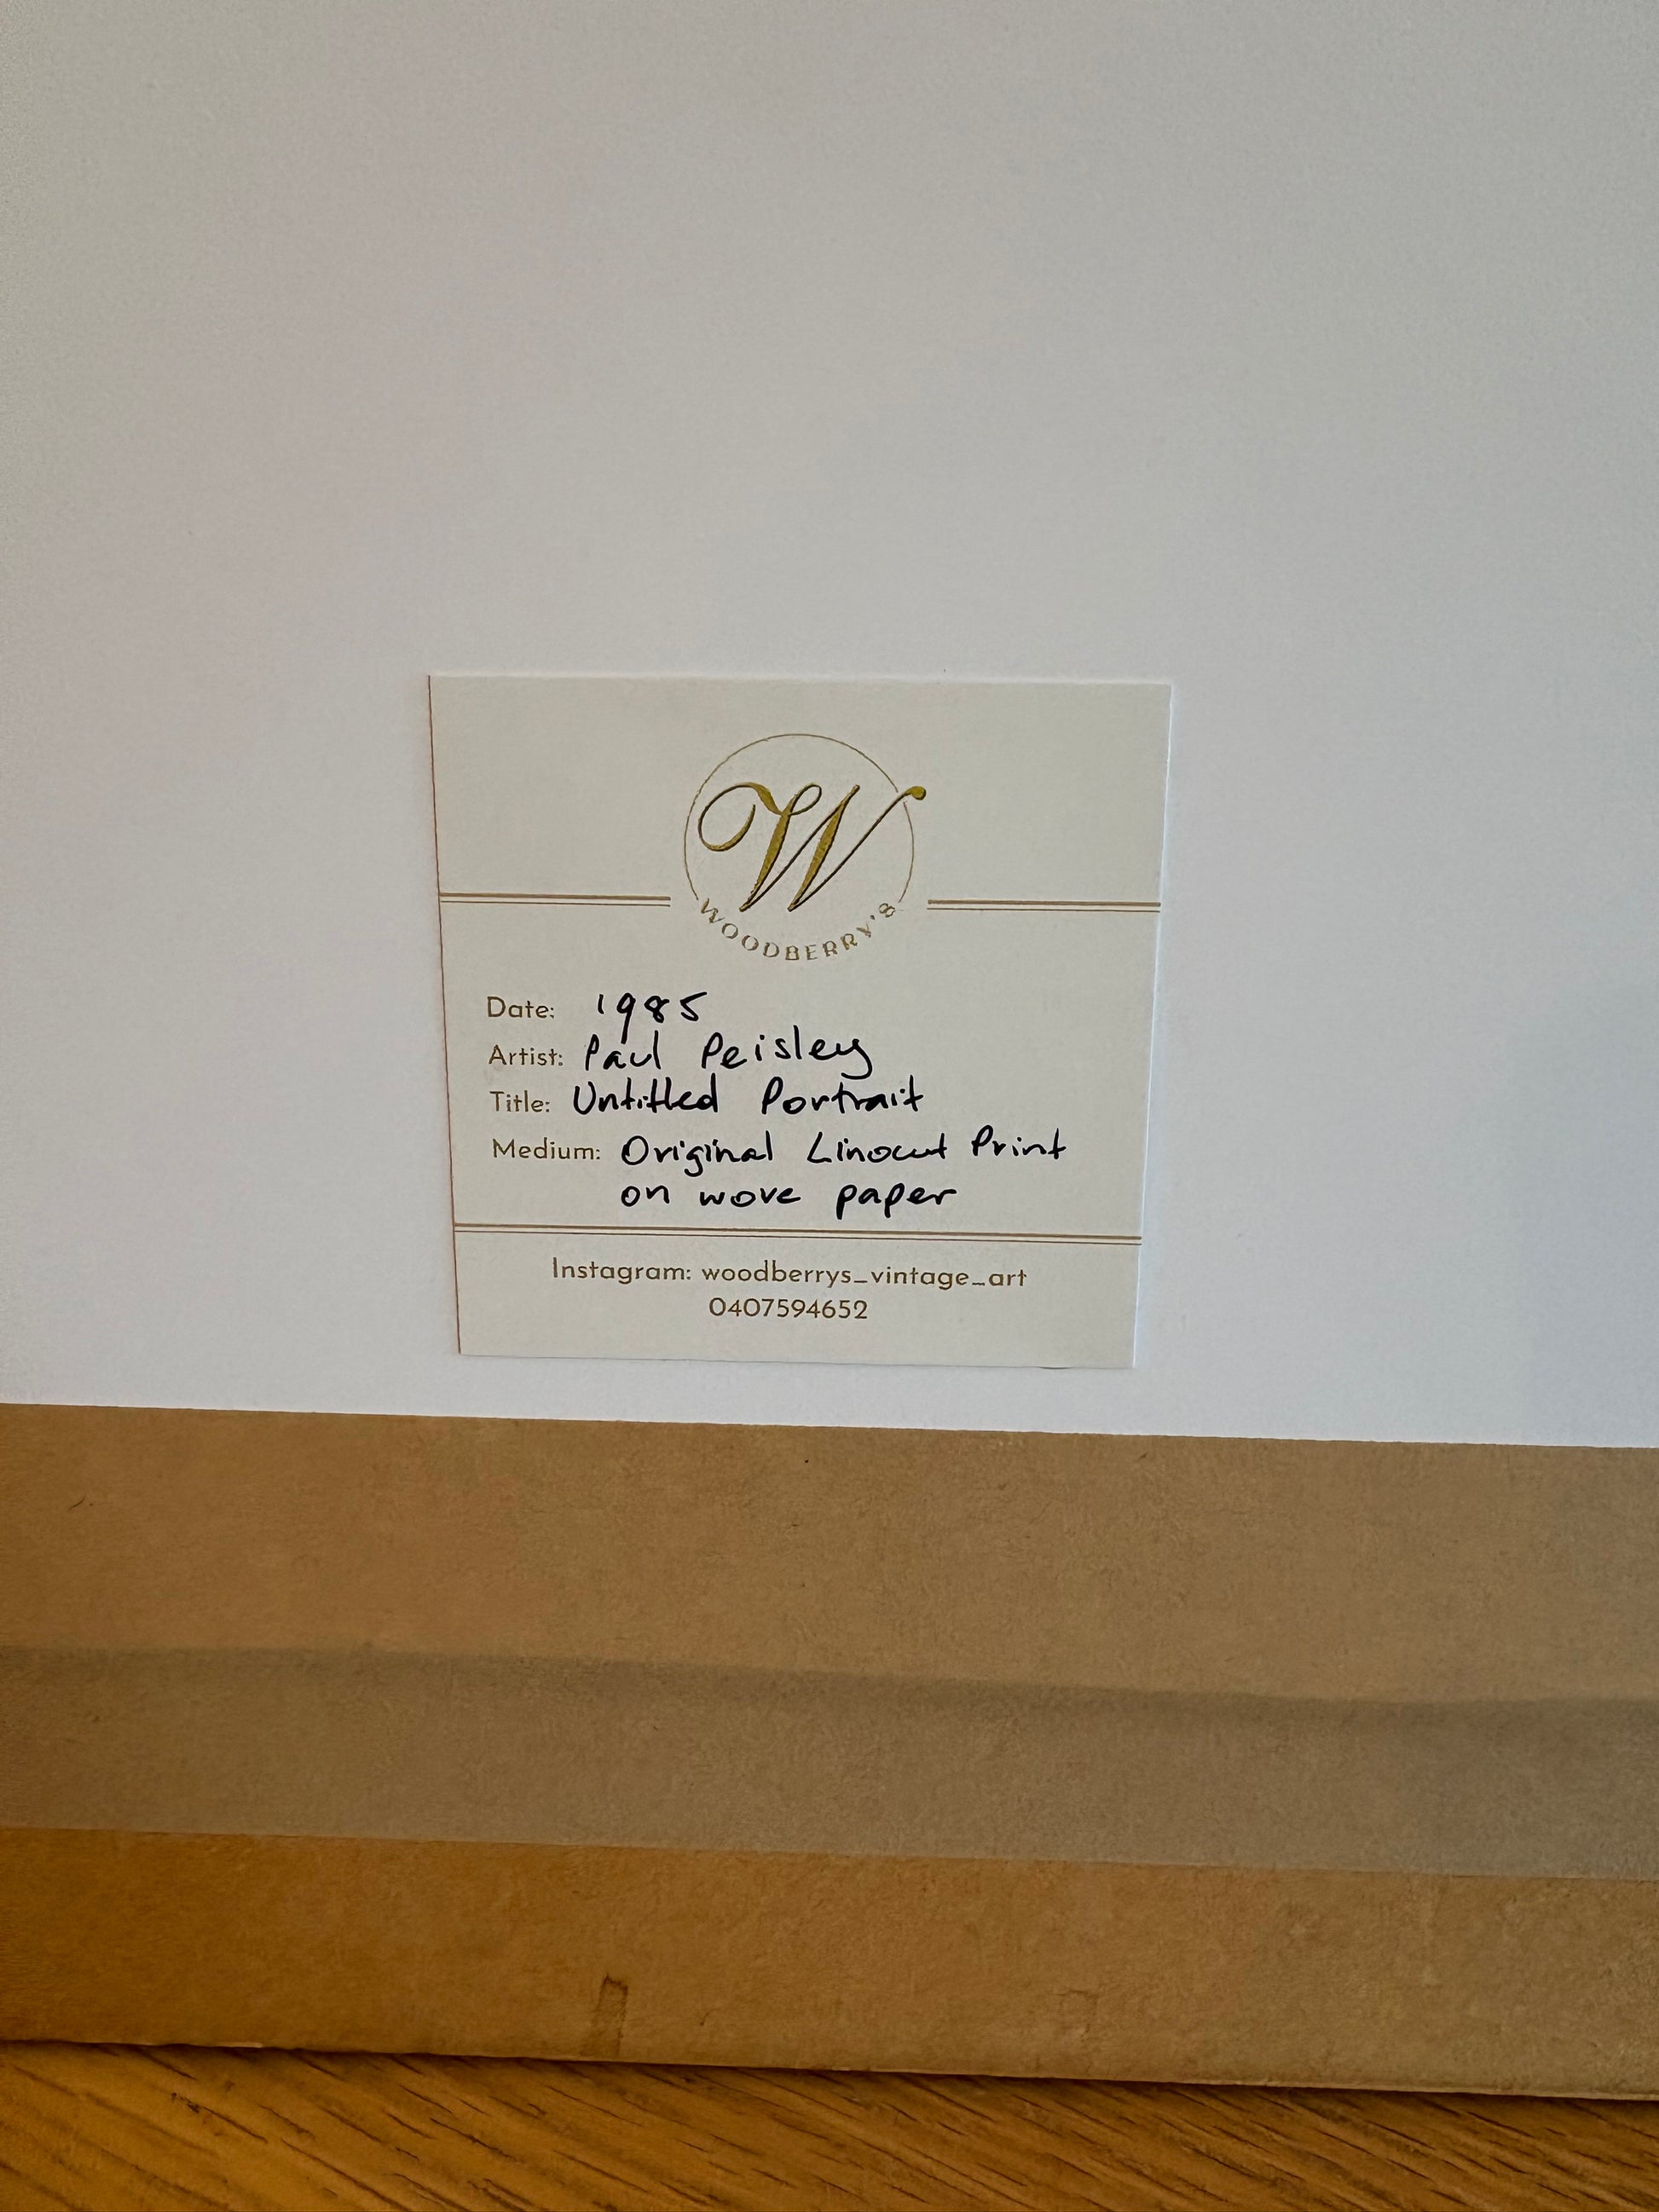 W
WOODBERRY'S
Date: 1985
Artist: Paul Peisley
Title: Untitled Portrait
Medium: Original Linocut Print
on wove paper
Instagram: woodberrys_vintage_art
0407594652